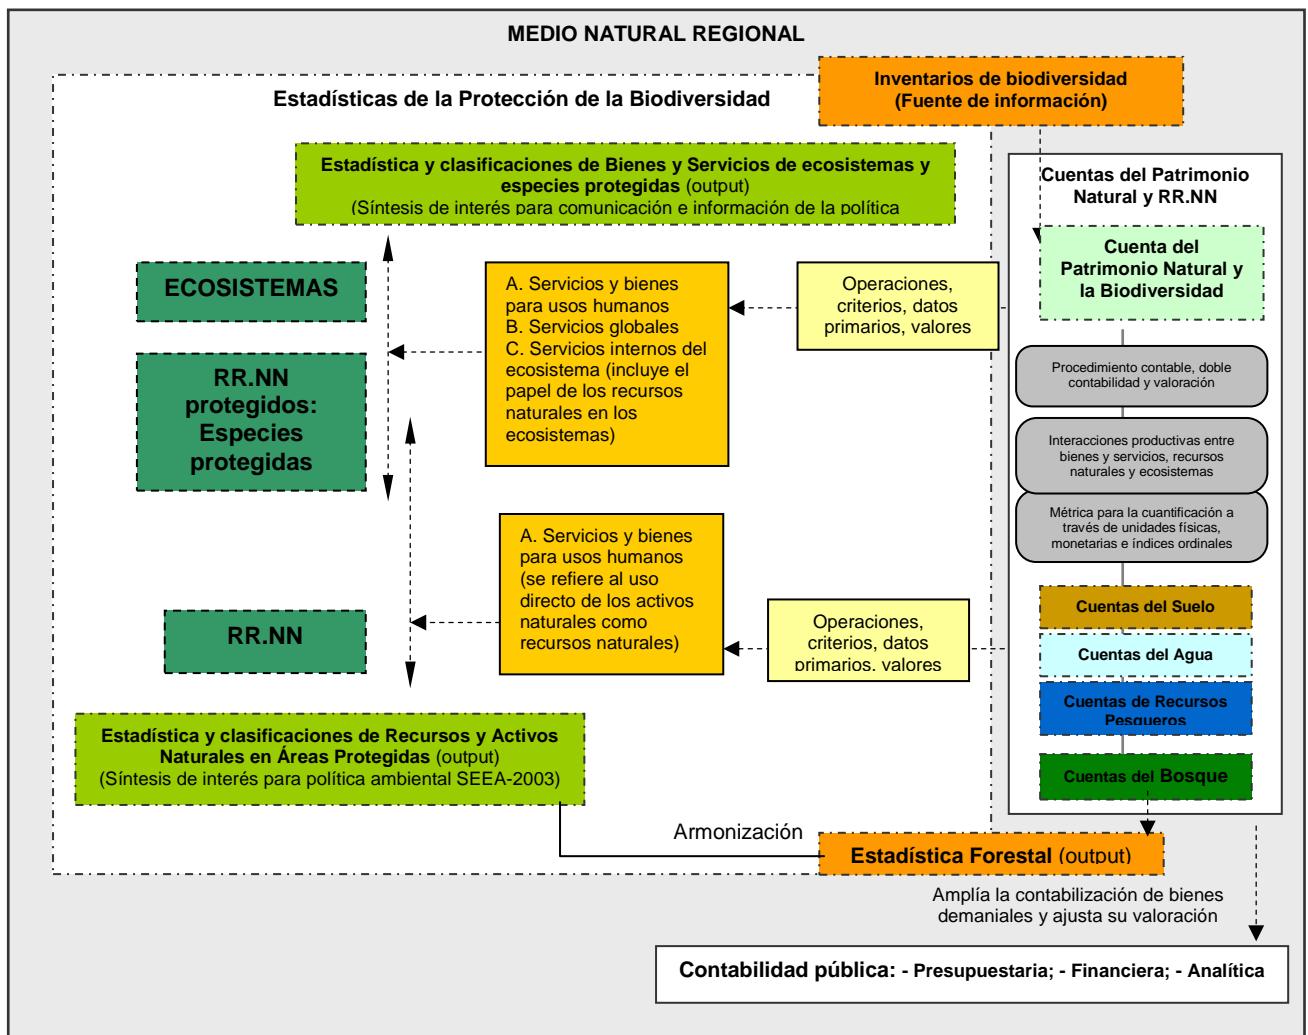 MEDIO NATURAL REGIONAL
Inventarios de biodiversidad
(Fuente de información)
Estadísticas de la Protección de la Biodiversidad
Estadística y clasificaciones de Bienes y Servicios de ecosistemas y
especies protegidas (output)
(Síntesis de interés para comunicación e información de la política
Cuentas del Patrimonio
Natural y RR.NN
Cuenta del
Patrimonio Natural y
la Biodiversidad
ECOSISTEMAS
A. Servicios y bienes
para usos humanos
B. Servicios globales
C. Servicios internos del
ecosistema (incluye el
papel de los recursos
naturales en los
ecosistemas)
Operaciones,
criterios, datos
primarios, valores
RR.NN
protegidos:
Especies
protegidas
Procedimiento contable, doble
contabilidad y valoración
Interacciones productivas entre
bienes y servicios, recursos
naturales y ecosistemas
Métrica para la cuantificación a
través de unidades físicas,
monetarias e índices ordinales
A. Servicios y bienes
para usos humanos
(se refiere al uso
directo de los activos
naturales como
recursos naturales)
RR.NN
Operaciones,
criterios, datos
primarios, valores
Cuentas del Suelo
Cuentas del Agua
Cuentas de Recursos
Pesqueros
Cuentas del Bosque
Estadística y clasificaciones de Recursos y Activos
Naturales en Áreas Protegidas (output)
(Síntesis de interés para política ambiental SEEA-2003)
Armonización
Estadística Forestal (output)
Amplía la contabilización de bienes
demaniales y ajusta su valoración
Contabilidad pública: - Presupuestaria; - Financiera; - Analítica